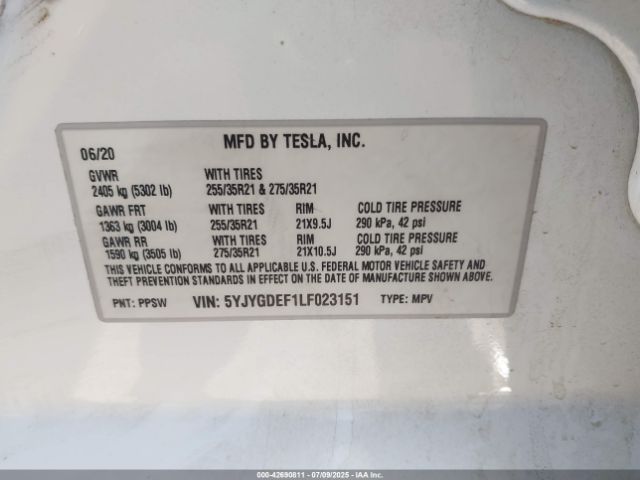 MFD BY TESLA, INC.
06/20
GVWR WITH TIRES
2405 kg (5302 lb) 255/35R21 & 275/35R21
GAWR FRT WITH TIRES RIM COLD TIRE PRESSURE
1363 kg (3004 lb) 255/35R21 21X9.5J 290 kPa, 42 psi
GAWR RR WITH TIRES RIM COLD TIRE PRESSURE
1590 kg (3505 lb) 275/35R21 21X10.5J 290 kPa, 42 psi
THIS VEHICLE CONFORMS TO ALL APPLICABLE U.S. FEDERAL MOTOR VEHICLE SAFETY AND
THEFT PREVENTION STANDARDS IN EFFECT ON THE DATE OF MANUFACTURE SHOWN ABOVE.
PNT: PPSW VIN: 5YJYGDEF1LF023151 TYPE: MPV
000-42690811 - 07/09/2025 - IAA Inc.